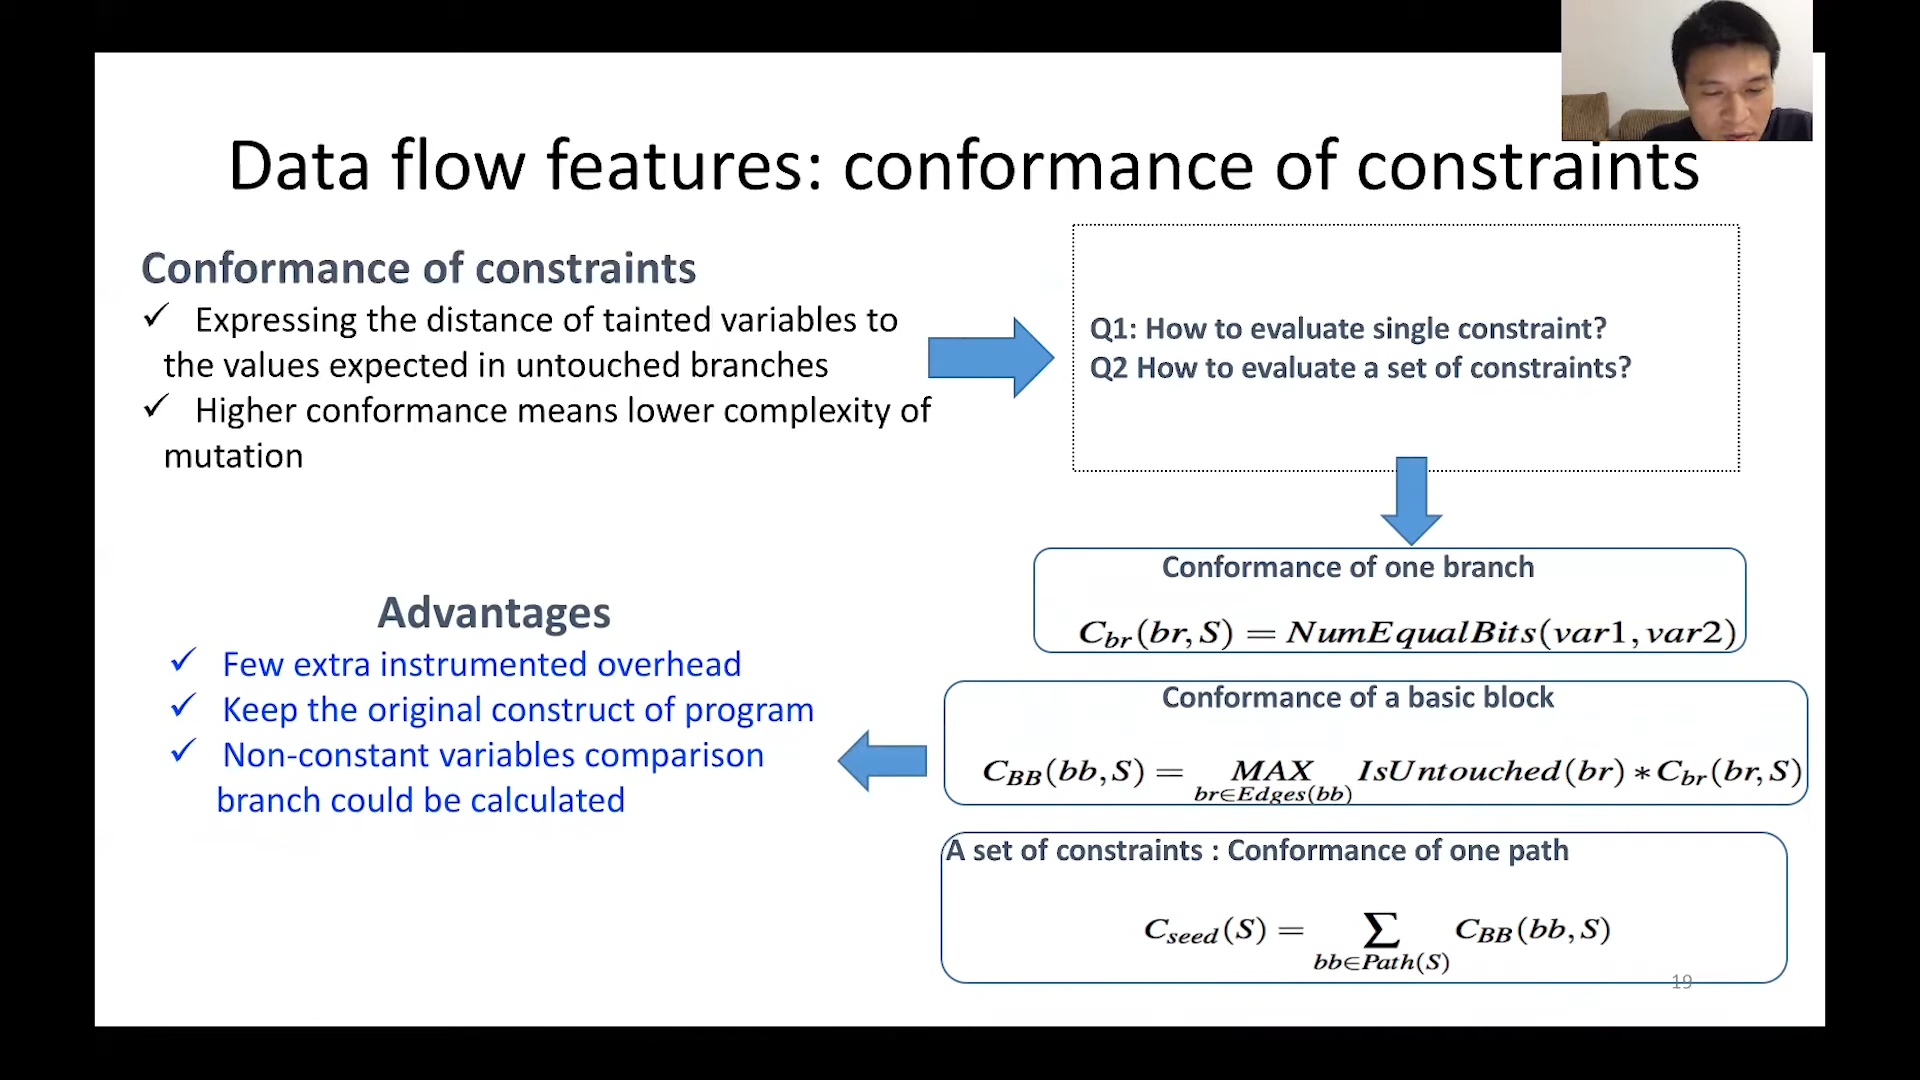 Data flow features: conformance of constraints
Conformance of constraints
✓ Expressing the distance of tainted variables to
the values expected in untouched branches
✓ Higher conformance means lower complexity of
mutation
Q1: How to evaluate single constraint?
Q2 How to evaluate a set of constraints?
Conformance of one branch
C_br(br, S) = NumEqualBits(var1, var2)
Advantages
✓ Few extra instrumented overhead
✓ Keep the original construct of program
✓ Non-constant variables comparison
branch could be calculated
Conformance of a basic block
C_BB(bb, S) = MAX IsUntouched(br) * C_br(br, S)
br∈Edges(bb)
A set of constraints : Conformance of one path
C_seed(S) = ∑ C_BB(bb, S)
bb∈Path(S)
19